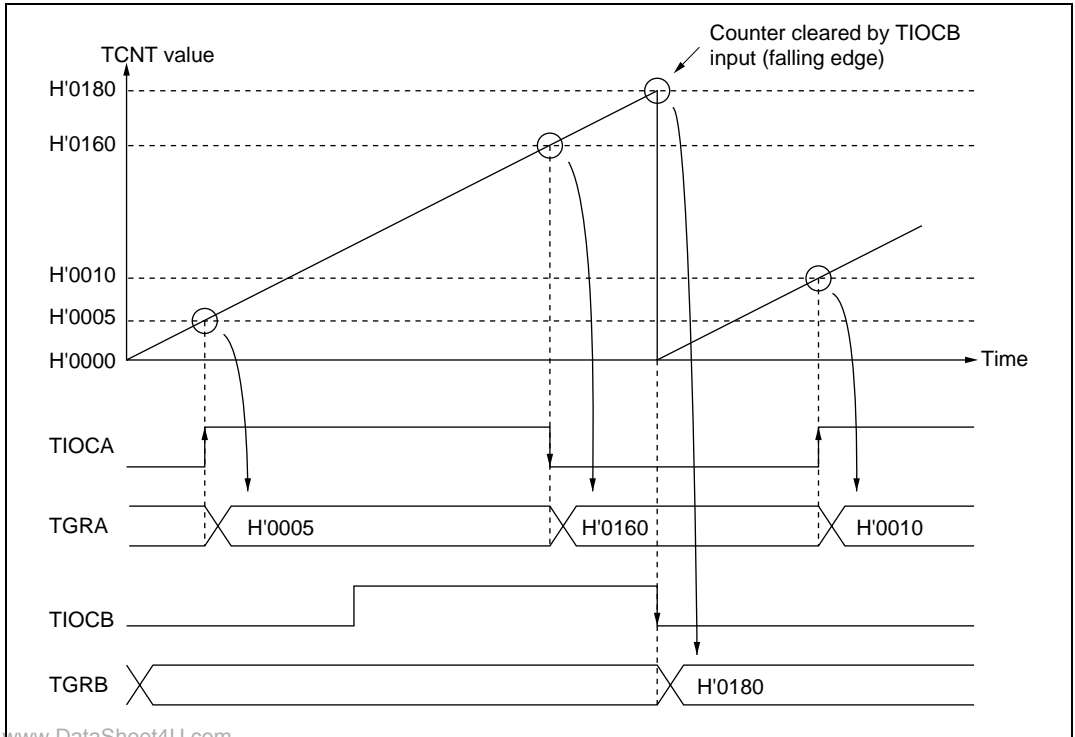 Counter cleared by TIOCB
input (falling edge)
TCNT value
H'0180
H'0160
H'0010
H'0005
H'0000
Time
TIOCA
TGRA
H'0005
H'0160
H'0010
TIOCB
TGRB
H'0180
www.DataSheet4U.com